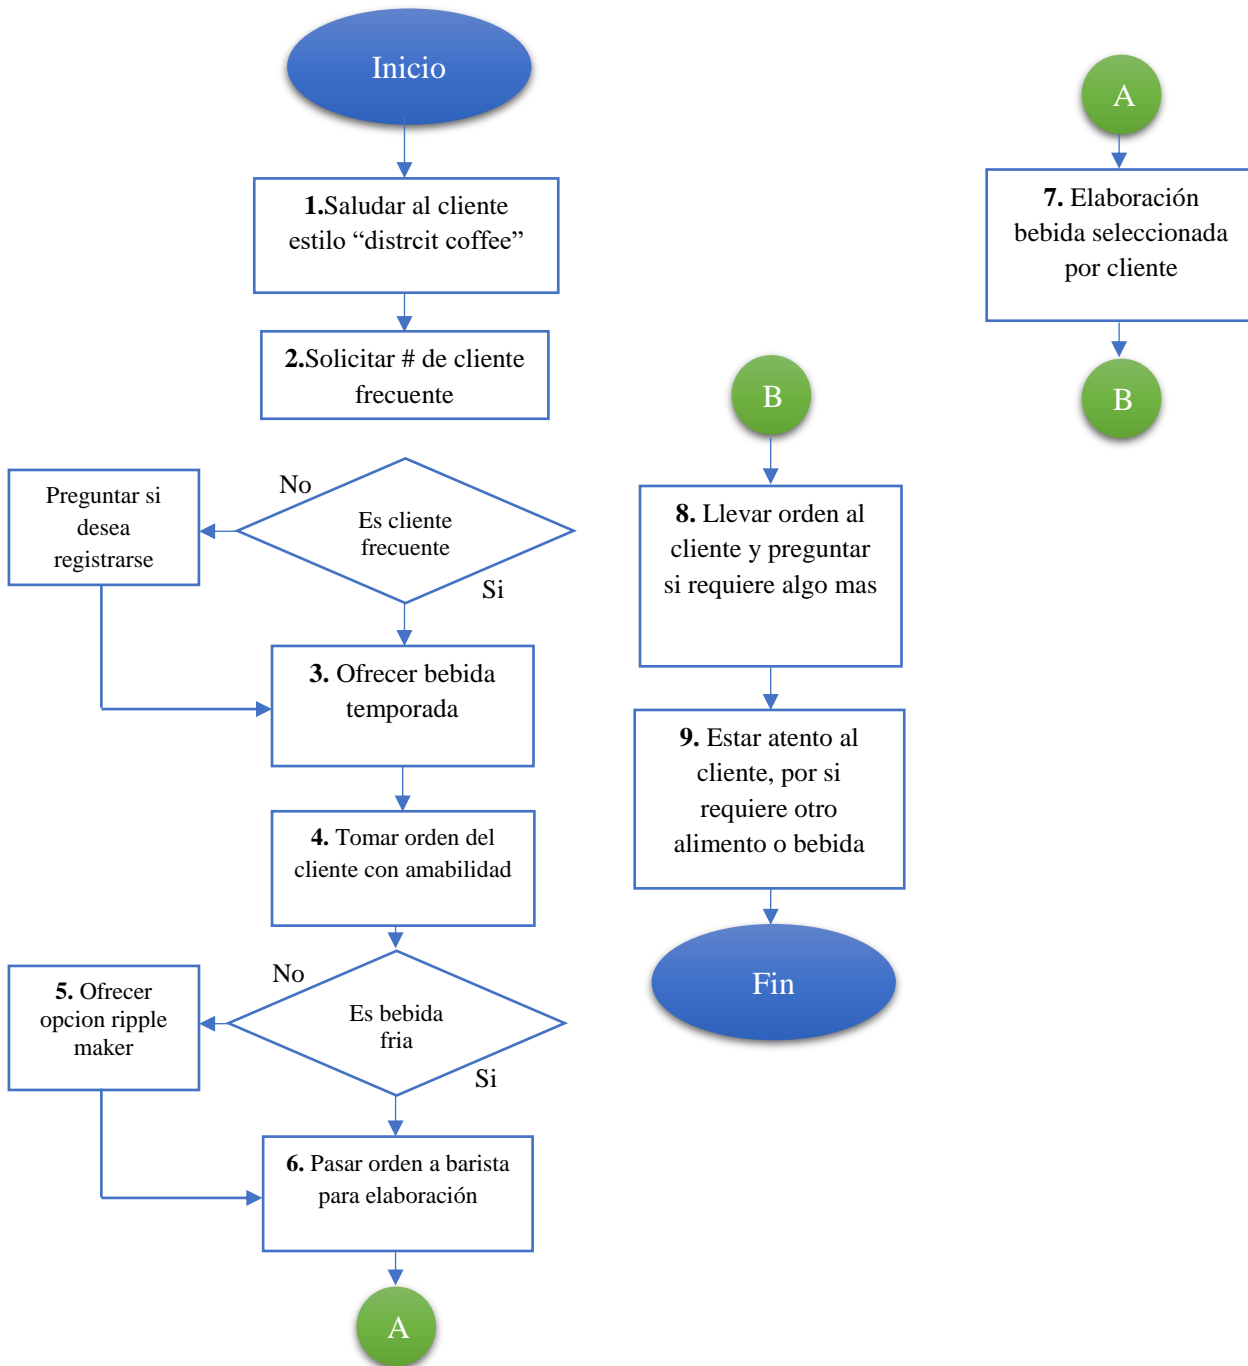 Inicio
1.Saludar al cliente
estilo “distrcit coffee”
2.Solicitar # de cliente
frecuente
Es cliente
frecuente
No
Si
Preguntar si
desea
registrarse
3. Ofrecer bebida
temporada
4. Tomar orden del
cliente con amabilidad
Es bebida
fria
No
Si
5. Ofrecer
opcion ripple
maker
6. Pasar orden a barista
para elaboración
A
A
7. Elaboración
bebida seleccionada
por cliente
B
B
8. Llevar orden al
cliente y preguntar
si requiere algo mas
9. Estar atento al
cliente, por si
requiere otro
alimento o bebida
Fin